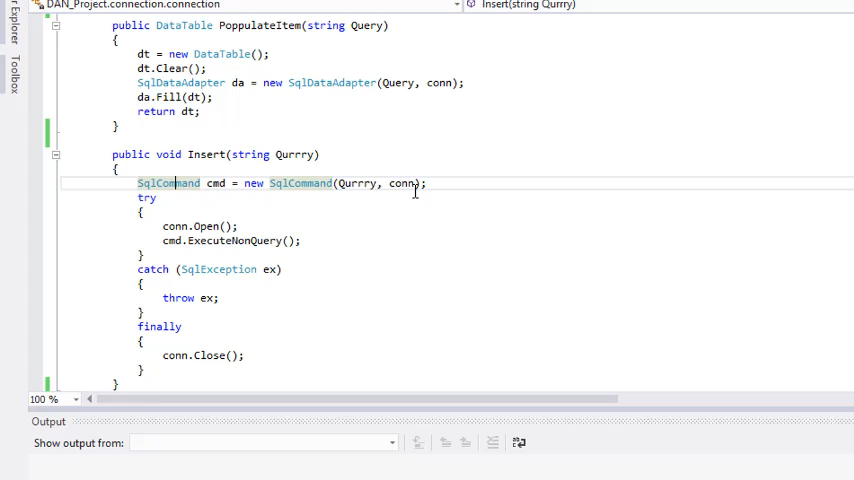 DAN_Project.connection.connection
Insert(string Qurrry)
Explorer
Toolbox
public DataTable PoppulateItem(string Query)
{
dt = new DataTable();
dt.Clear();
SqlDataAdapter da = new SqlDataAdapter(Query, conn);
da.Fill(dt);
return dt;
}
public void Insert(string Qurrry)
{
SqlCommand cmd = new SqlCommand(Qurrry, conn);
try
{
conn.Open();
cmd.ExecuteNonQuery();
}
catch (SqlException ex)
{
throw ex;
}
finally
{
conn.Close();
}
}
100 %
Output
Show output from: